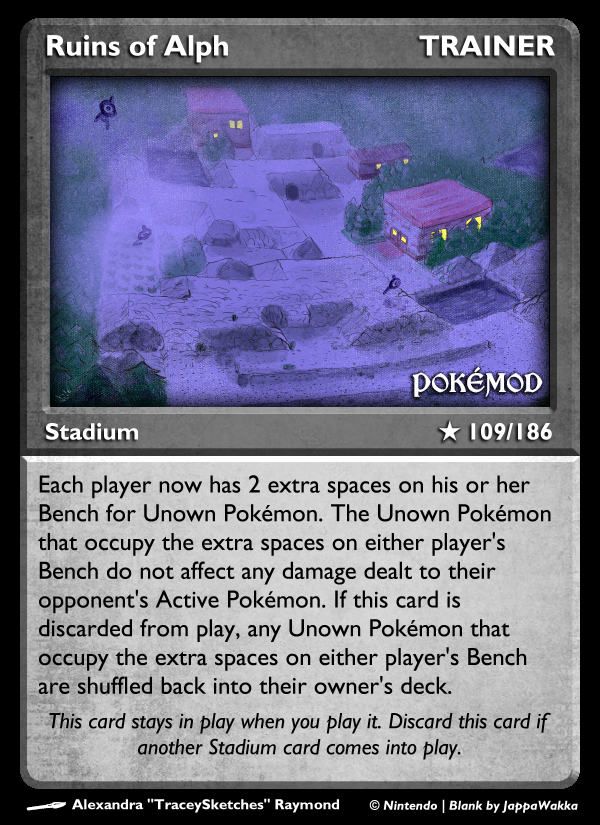 Ruins of Alph TRAINER
POKÉMOD
Stadium ★ 109/186
Each player now has 2 extra spaces on his or her
Bench for Unown Pokémon. The Unown Pokémon
that occupy the extra spaces on either player's
Bench do not affect any damage dealt to their
opponent's Active Pokémon. If this card is
discarded from play, any Unown Pokémon that
occupy the extra spaces on either player's Bench
are shuffled back into their owner's deck.
This card stays in play when you play it. Discard this card if
another Stadium card comes into play.
Alexandra "TraceySketches" Raymond © Nintendo | Blank by JappaWakka